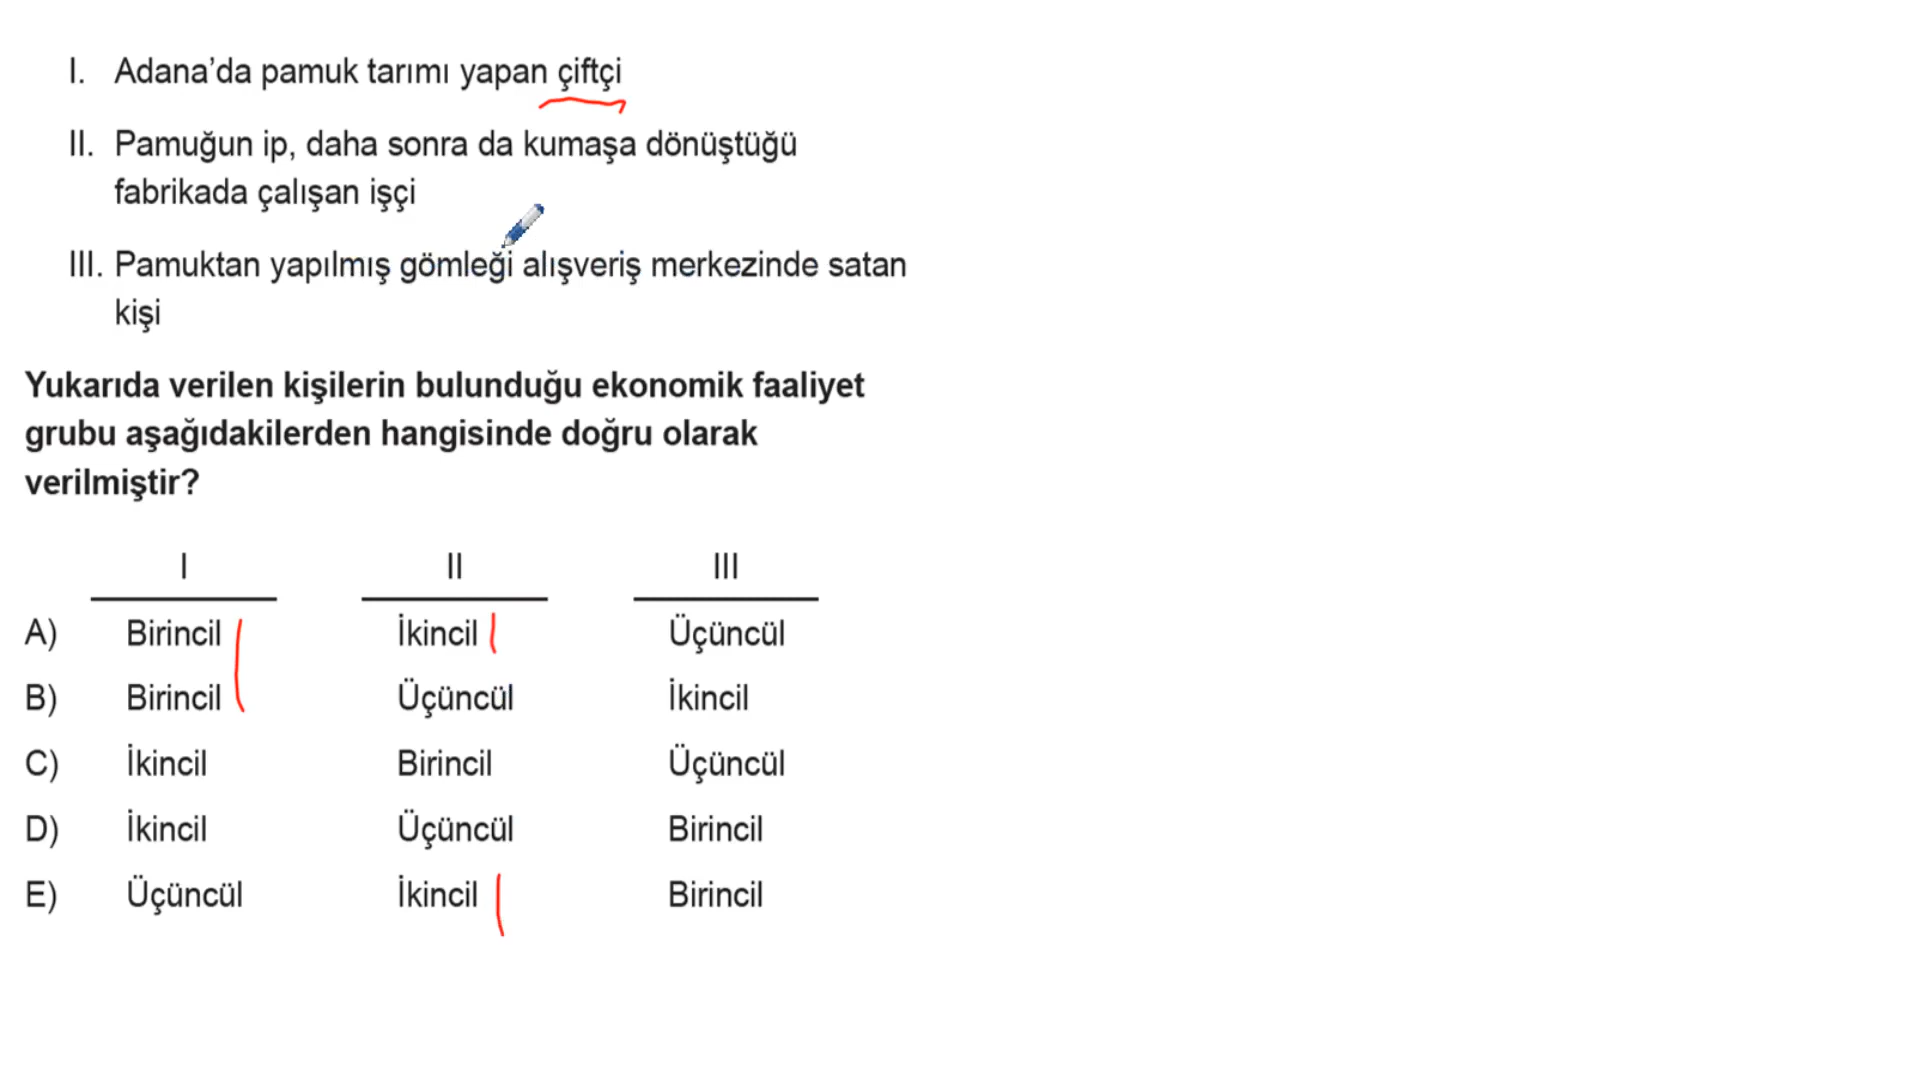 I. Adana’da pamuk tarımı yapan çiftçi
II. Pamuğun ip, daha sonra da kumaşa dönüştüğü
fabrikada çalışan işçi
III. Pamuktan yapılmış gömleği alışveriş merkezinde satan
kişi
Yukarıda verilen kişilerin bulunduğu ekonomik faaliyet
grubu aşağıdakilerden hangisinde doğru olarak
verilmiştir?
I II III
A) Birincil İkincil Üçüncül
B) Birincil Üçüncül İkincil
C) İkincil Birincil Üçüncül
D) İkincil Üçüncül Birincil
E) Üçüncül İkincil Birincil